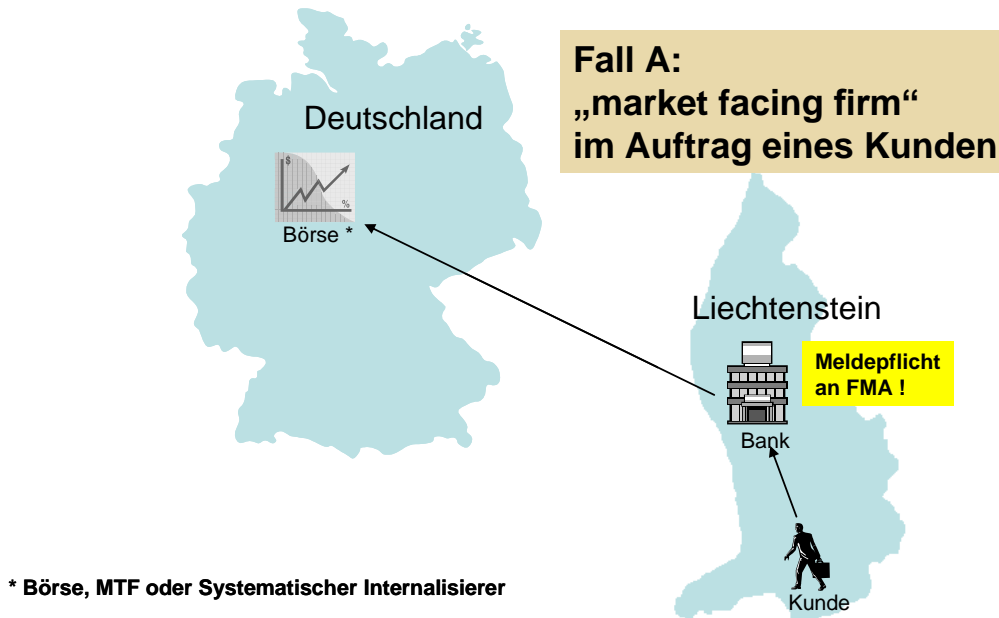 Fall A:
„market facing firm“
im Auftrag eines Kunden
Deutschland
$
%
Börse *
Liechtenstein
Meldepflicht
an FMA !
Bank
Kunde
* Börse, MTF oder Systematischer Internalisierer